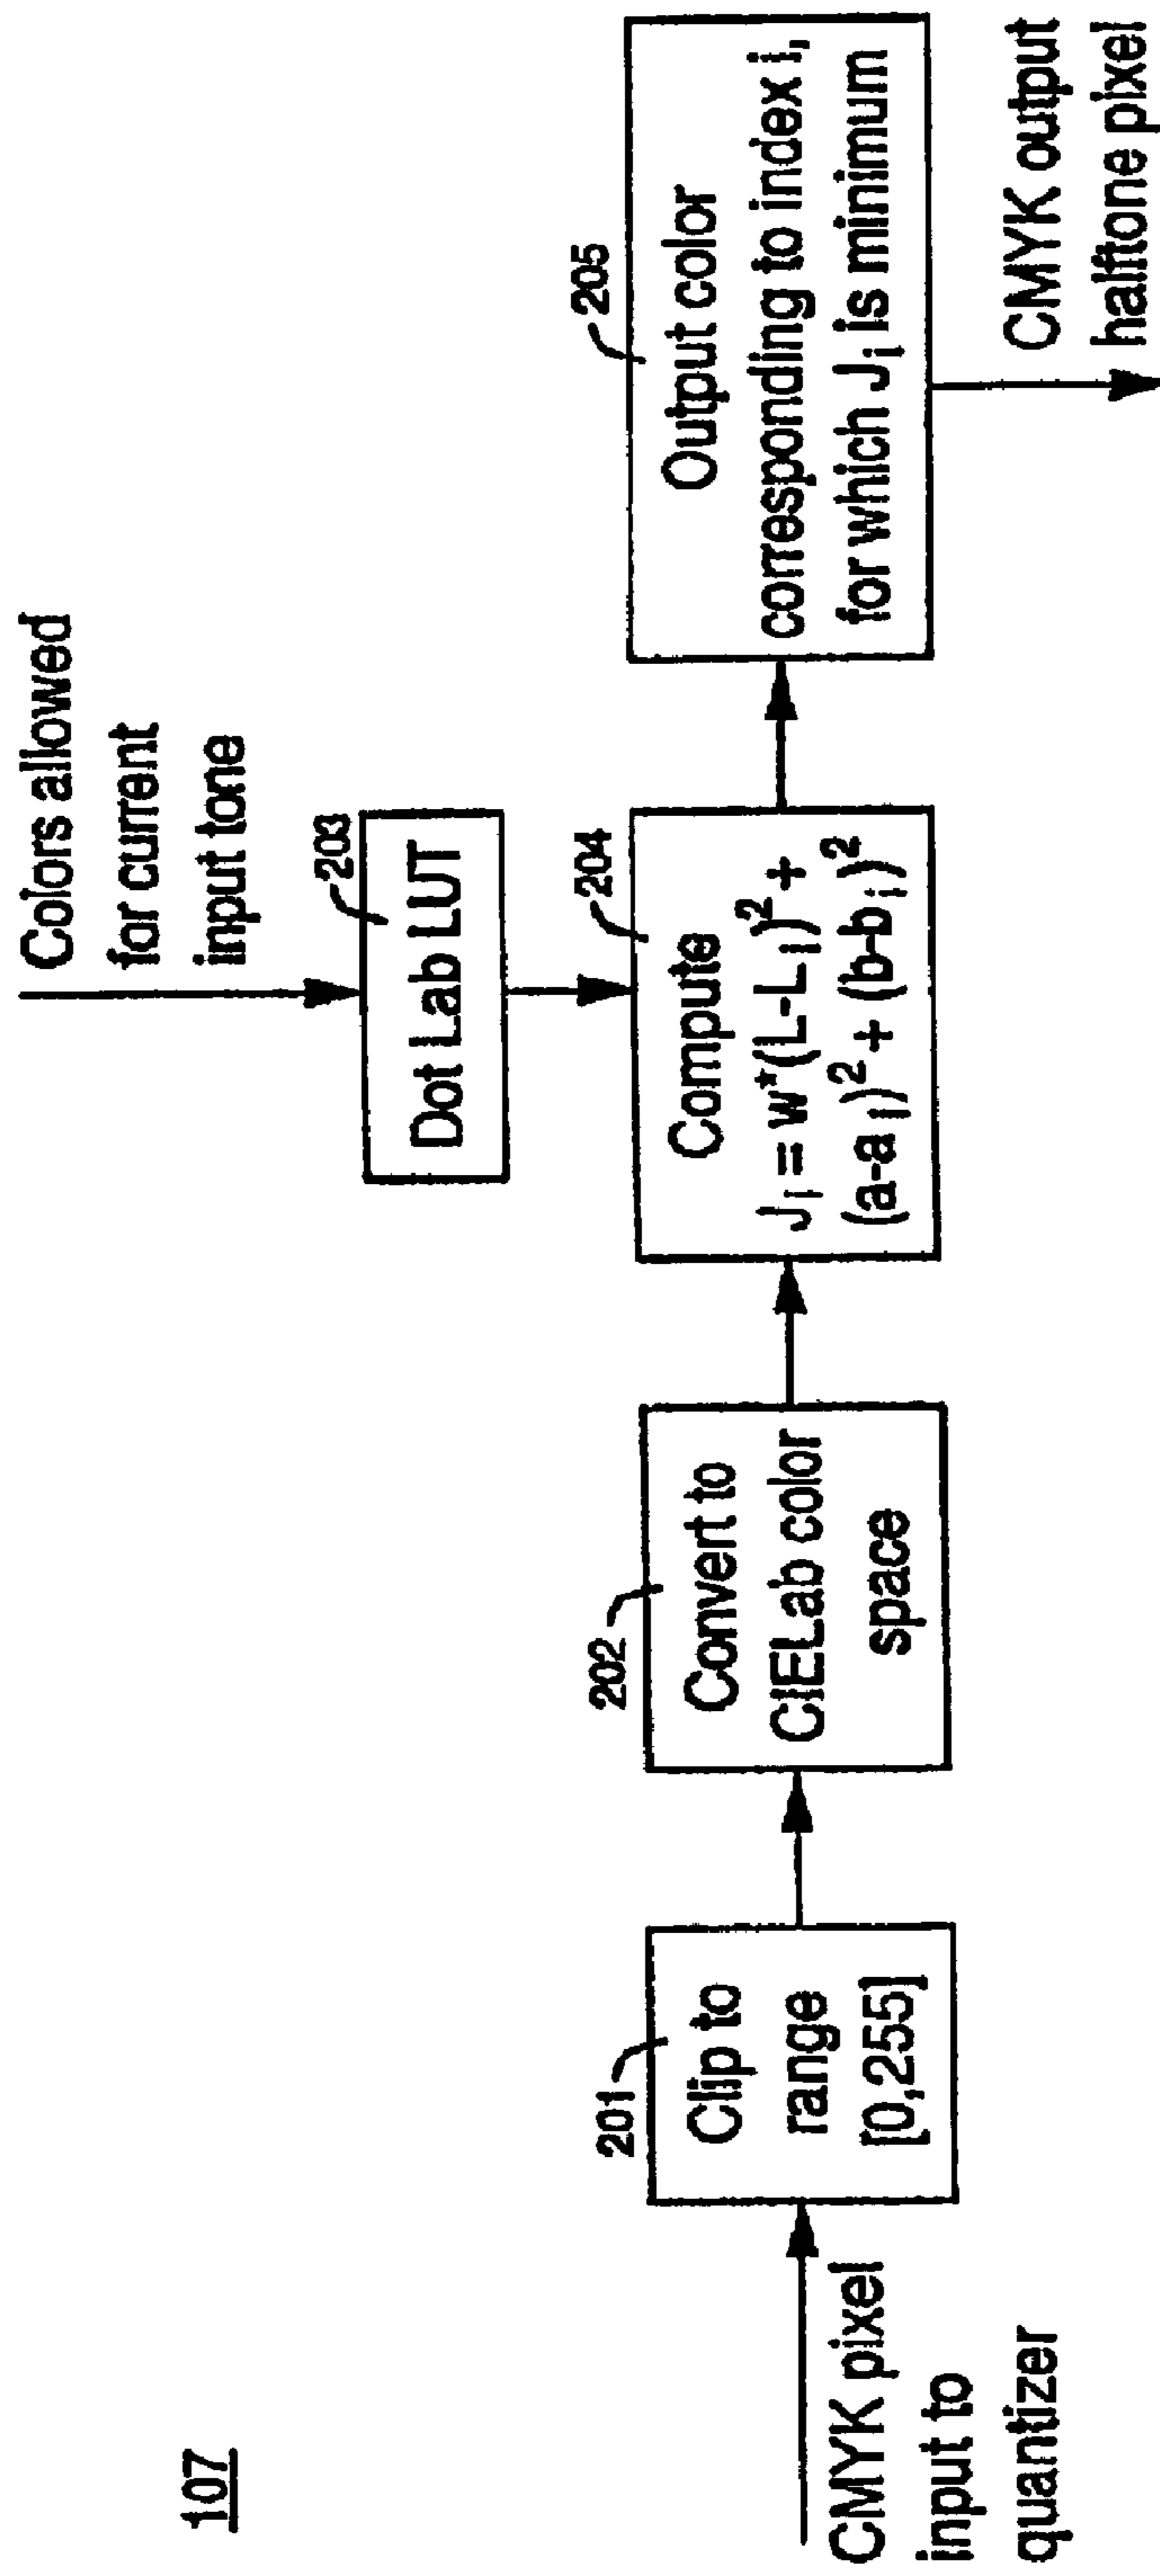 107
CMYK pixel
input to
quantizer
201
Clip to
range
[0,255]
202
Convert to
CIELab color
space
Colors allowed
for current
input tone
203
Dot Lab LUT
204
Compute
J_i = w*(L-L_i)^2 +
(a-a_i)^2 + (b-b_i)^2
205
Output color
corresponding to index i,
for which J_i is minimum
CMYK output
halftone pixel